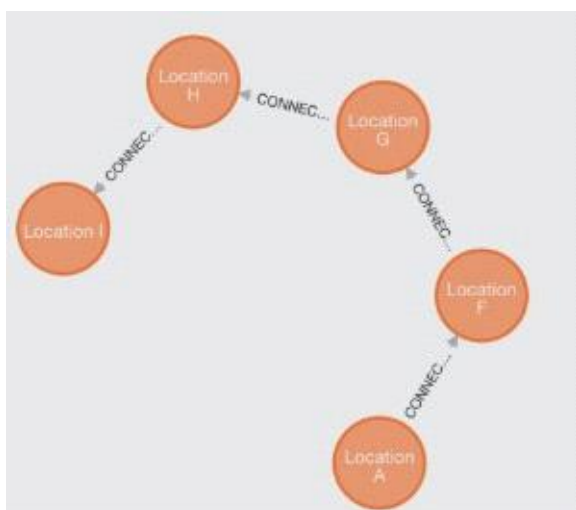 Location
H
CONNEC...
Location
G
CONNEC...
Location I
CONNEC...
Location
F
CONNEC...
Location
A